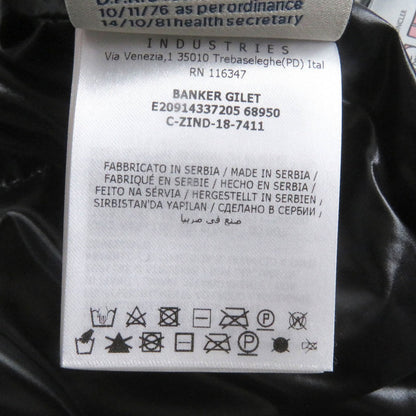 10/11/76 as per ordinance
14/10/81 health secretary
INDUSTRIES
Via Venezia,1 35010 Trebaseleghe(PD) Ital
RN 116347
BANKER GILET
E20914337205 68950
C-ZIND-18-7411
FABBRICATO IN SERBIA / MADE IN SERBIA /
FABRIQUÉ EN SERBIE / HECHO EN SERBIA /
FEITO NA SÉRVIA / HERGESTELLT IN SERBIEN /
SIRBISTAN'DA YAPILAN / СДЕЛАНО В СЕРБИИ /
صنع في صربيا